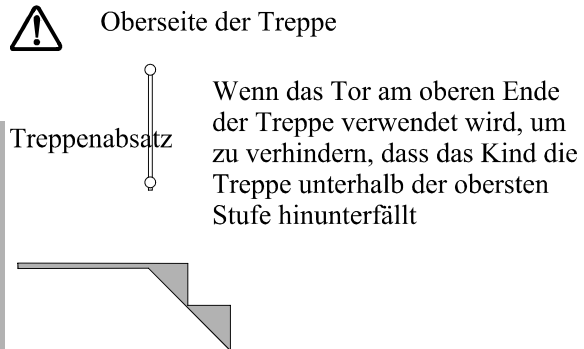 Oberseite der Treppe
Treppenabsatz
Wenn das Tor am oberen Ende
der Treppe verwendet wird, um
zu verhindern, dass das Kind die
Treppe unterhalb der obersten
Stufe hinunterfällt